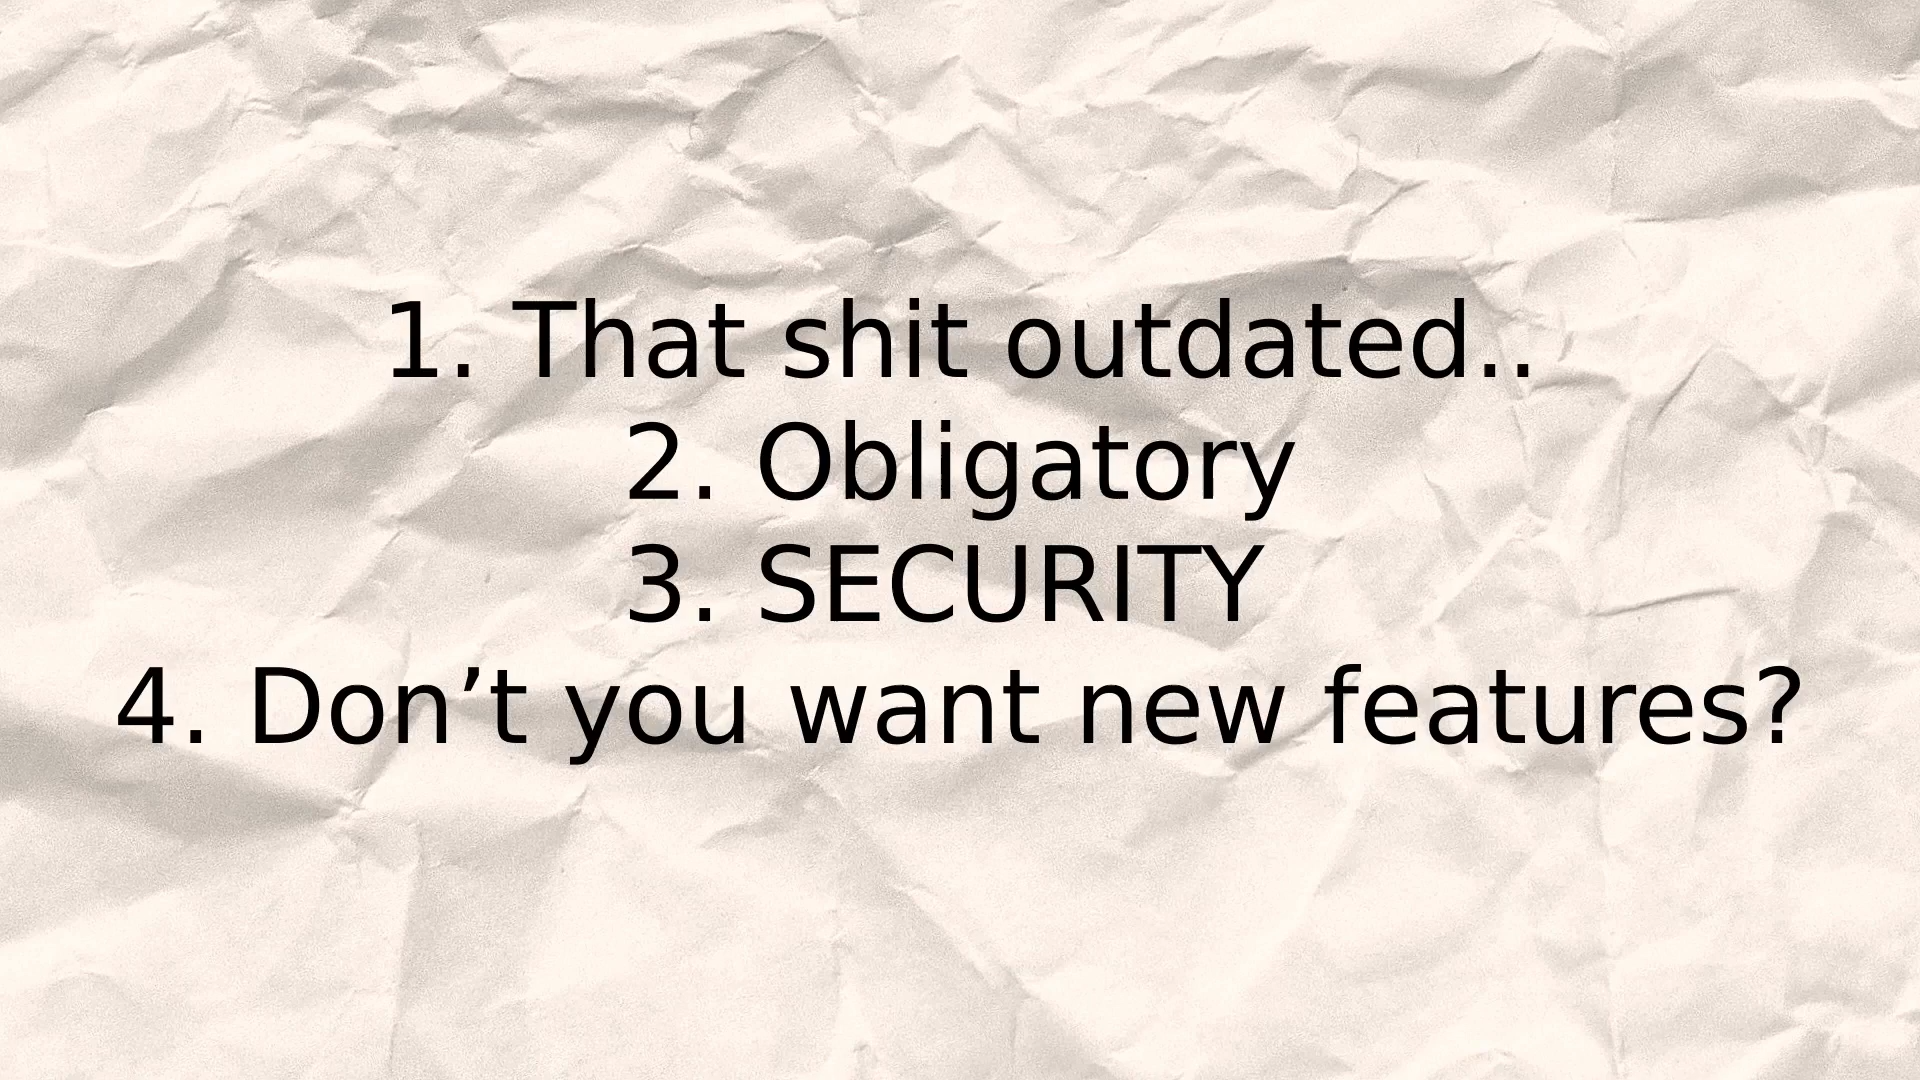 1. That shit outdated..
2. Obligatory
3. SECURITY
4. Don’t you want new features?